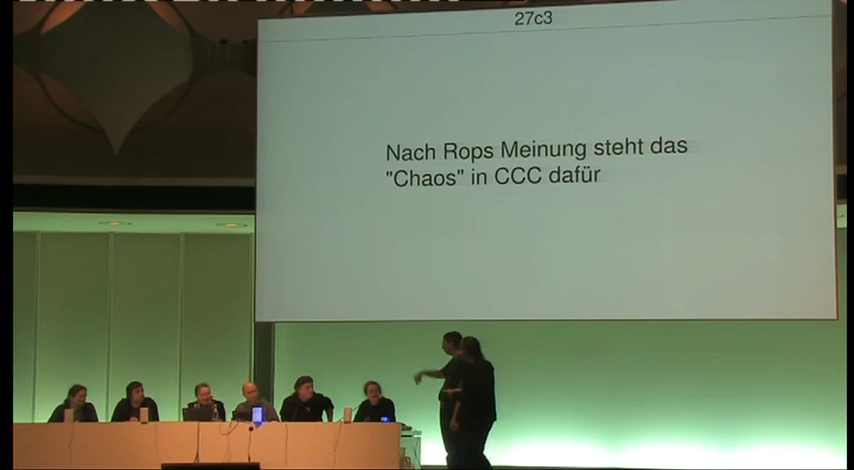 27c3
Nach Rops Meinung steht das
"Chaos" in CCC dafür